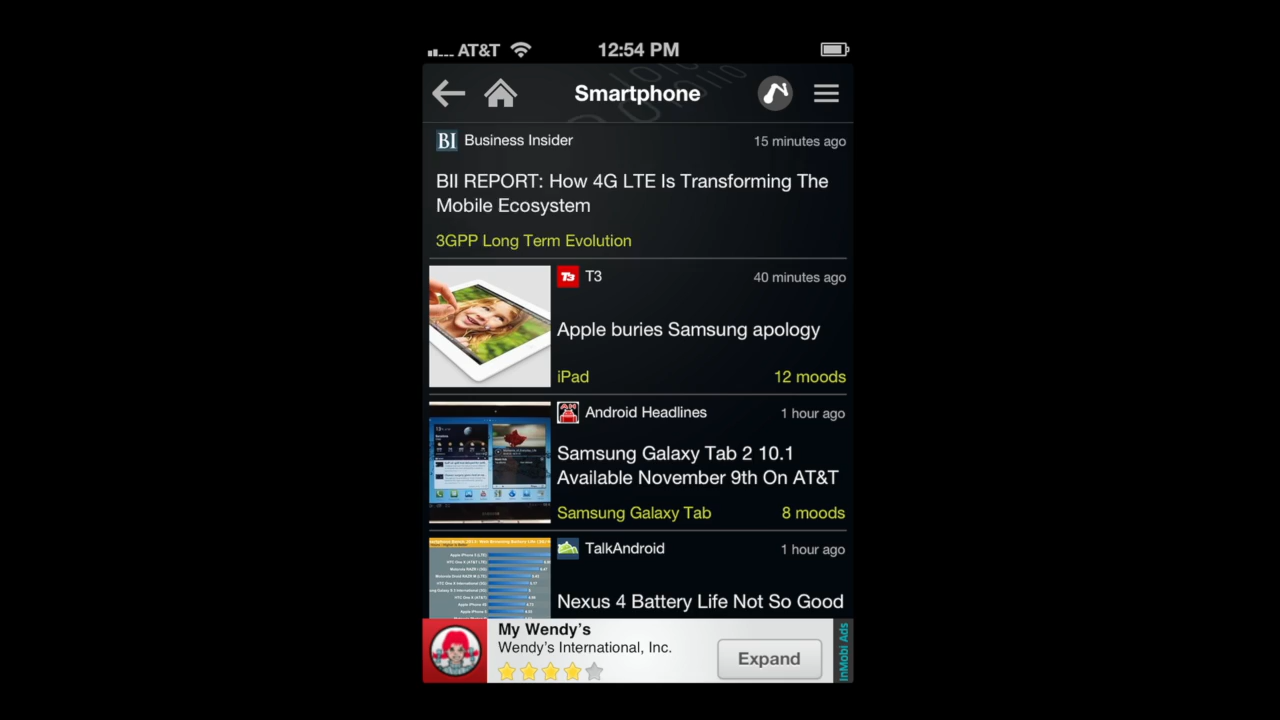 AT&T 12:54 PM
Smartphone
BI Business Insider 15 minutes ago
BII REPORT: How 4G LTE Is Transforming The
Mobile Ecosystem
3GPP Long Term Evolution
T3 T3 40 minutes ago
Apple buries Samsung apology
iPad 12 moods
AH Android Headlines 1 hour ago
Samsung Galaxy Tab 2 10.1
Available November 9th On AT&T
Samsung Galaxy Tab 8 moods
TalkAndroid 1 hour ago
Nexus 4 Battery Life Not So Good
My Wendy's
Wendy's International, Inc.
Expand
InMobi Ads